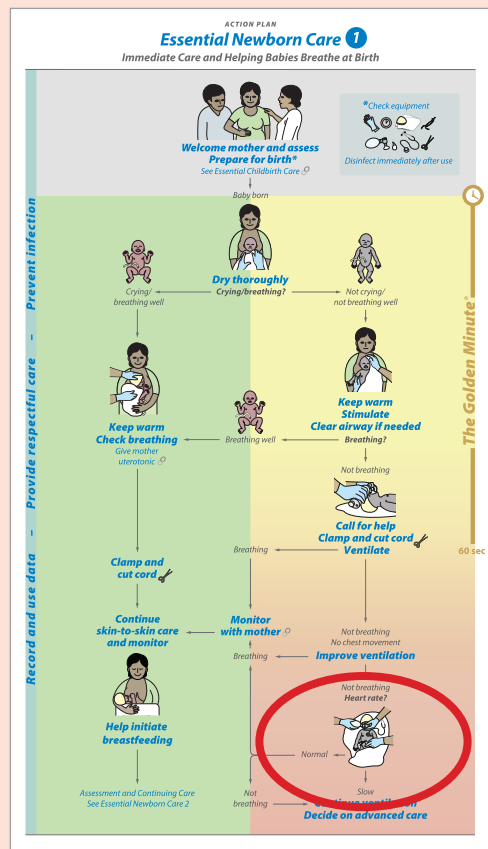 ACTION PLAN
Essential Newborn Care 1
Immediate Care and Helping Babies Breathe at Birth
*Check equipment
Disinfect immediately after use
Welcome mother and assess
Prepare for birth*
See Essential Childbirth Care
Baby born
Dry thoroughly
Crying/breathing?
Crying/
breathing well
Not crying/
not breathing well
Keep warm
Stimulate
Clear airway if needed
Breathing?
Breathing well
Keep warm
Check breathing
Give mother
uterotonic
Not breathing
Call for help
Clamp and cut cord
Ventilate
Breathing
Clamp and
cut cord
Continue
skin-to-skin care
and monitor
Monitor
with mother
Not breathing
No chest movement
Improve ventilation
Breathing
Not breathing
Heart rate?
Normal
Slow
Help initiate
breastfeeding
Assessment and Continuing Care
See Essential Newborn Care 2
Not
breathing
Continue ventilation
Decide on advanced care
The Golden Minute®
60 sec
Record and use data – Provide respectful care – Prevent infection